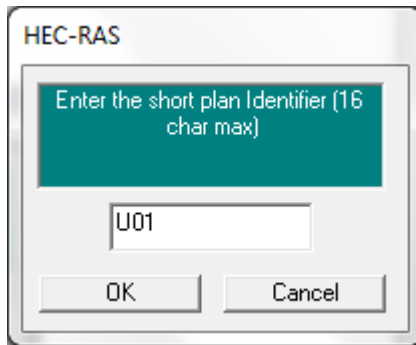 HEC-RAS
Enter the short plan Identifier (16
char max)
U01
OK
Cancel